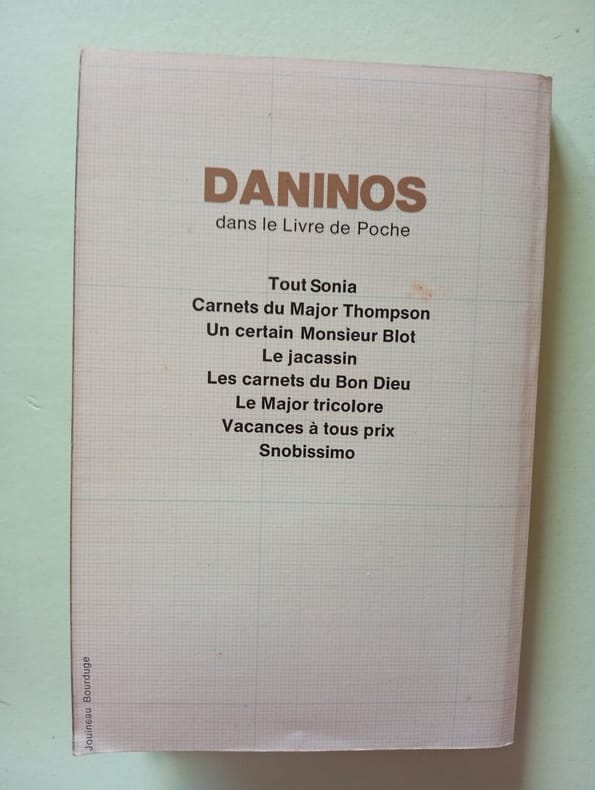 DANINOS
dans le Livre de Poche
Tout Sonia
Carnets du Major Thompson
Un certain Monsieur Blot
Le jacassin
Les carnets du Bon Dieu
Le Major tricolore
Vacances à tous prix
Snobissimo
Jouineau Bourduge